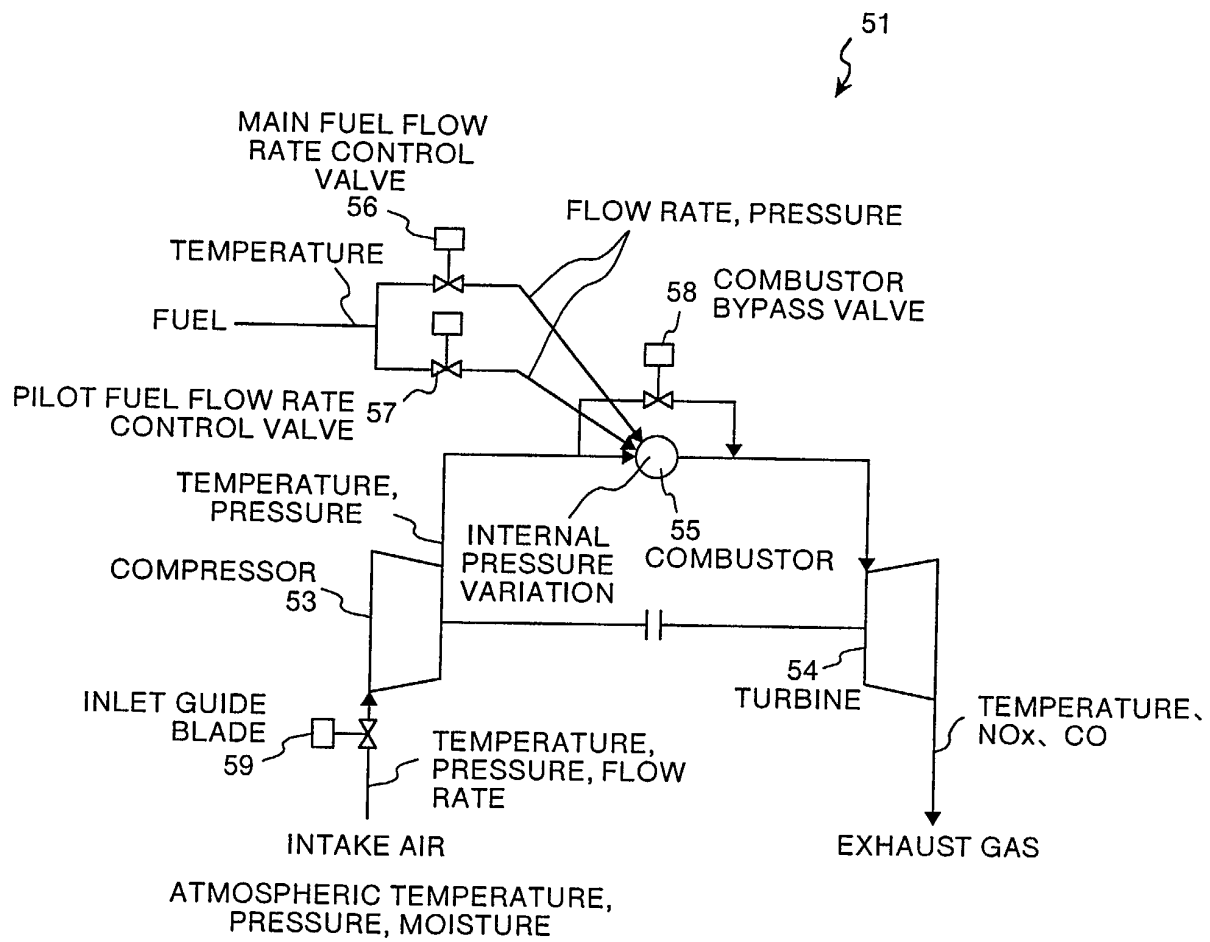 51
MAIN FUEL FLOW
RATE CONTROL
VALVE
56
FLOW RATE, PRESSURE
TEMPERATURE
58
COMBUSTOR
BYPASS VALVE
FUEL
PILOT FUEL FLOW RATE
CONTROL VALVE
57
TEMPERATURE,
PRESSURE
INTERNAL
PRESSURE
VARIATION
55
COMBUSTOR
COMPRESSOR
53
54
TURBINE
INLET GUIDE
BLADE
59
TEMPERATURE,
PRESSURE, FLOW
RATE
TEMPERATURE、
NOx、CO
INTAKE AIR
EXHAUST GAS
ATMOSPHERIC TEMPERATURE,
PRESSURE, MOISTURE